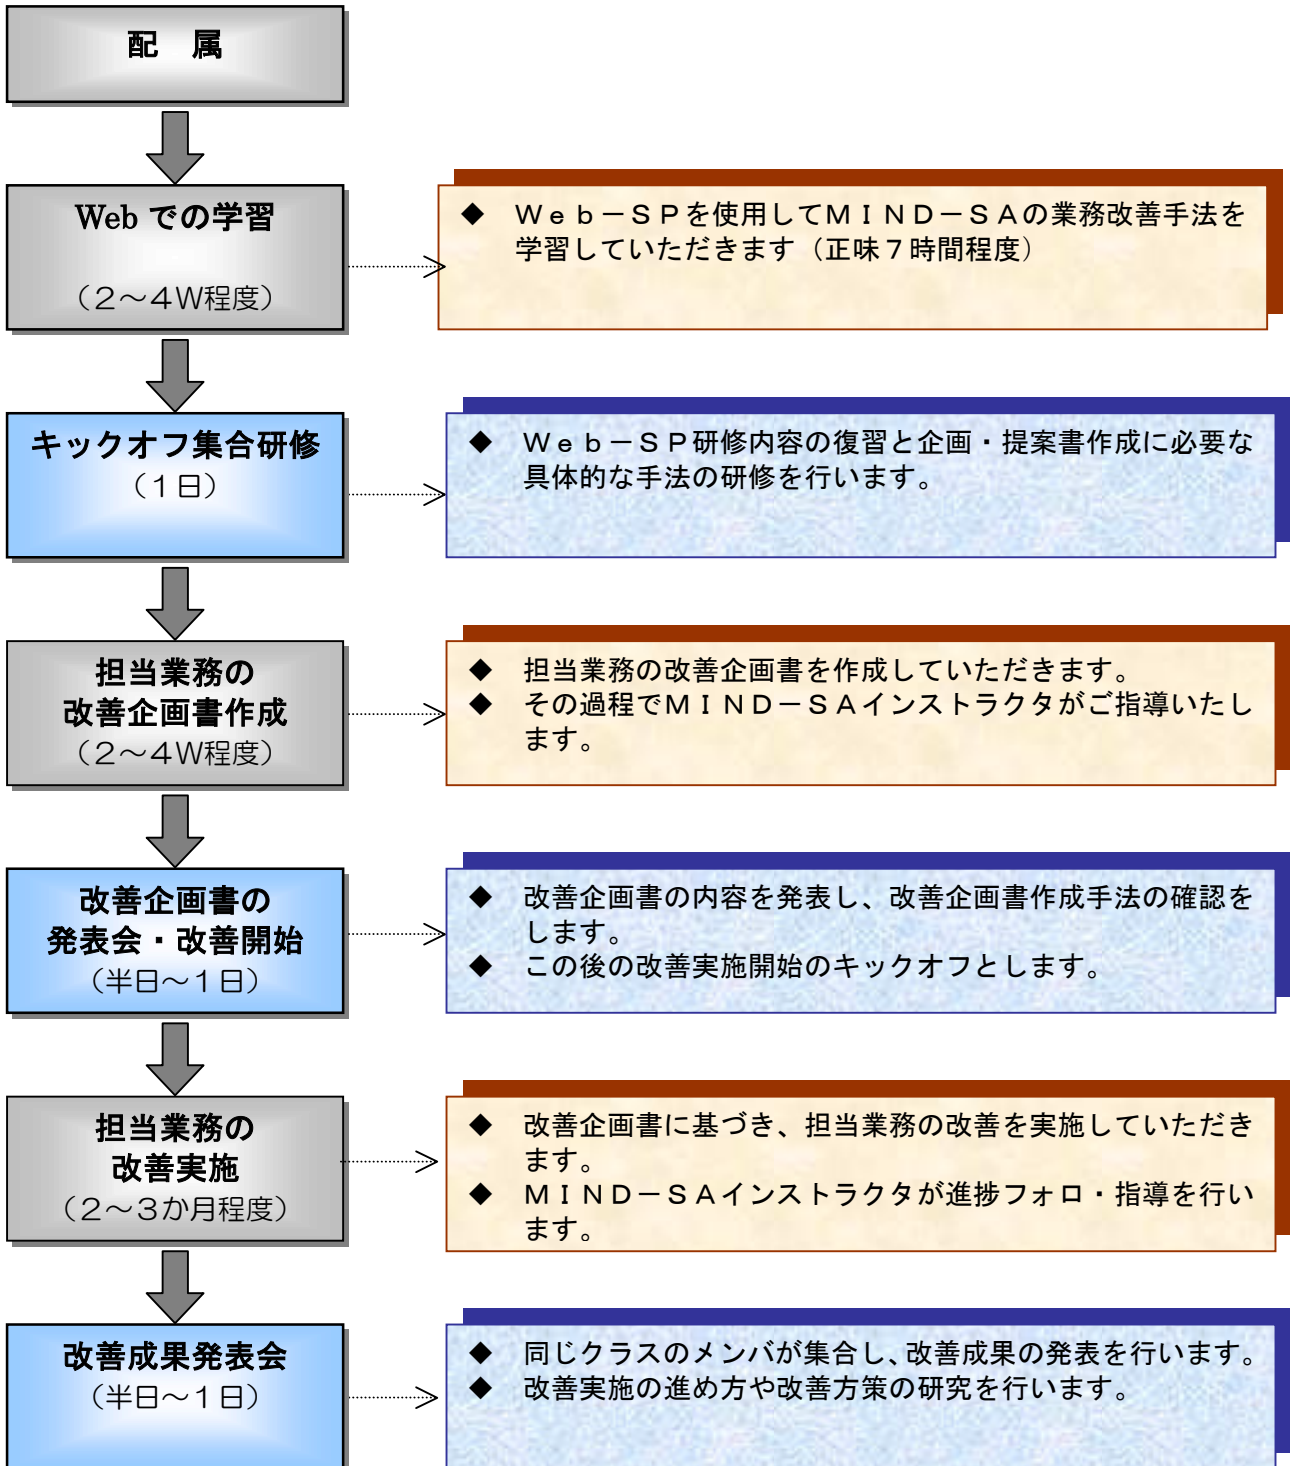 配　属
Web での学習
（２～４W程度）
◆　Ｗｅｂ－ＳＰを使用してＭＩＮＤ－ＳＡの業務改善手法を
学習していただきます（正味７時間程度）
キックオフ集合研修
（１日）
◆　Ｗｅｂ－ＳＰ研修内容の復習と企画・提案書作成に必要な
具体的な手法の研修を行います。
担当業務の
改善企画書作成
（２～４W程度）
◆　担当業務の改善企画書を作成していただきます。
◆　その過程でＭＩＮＤ－ＳＡインストラクタがご指導いたし
ます。
改善企画書の
発表会・改善開始
（半日～１日）
◆　改善企画書の内容を発表し、改善企画書作成手法の確認を
します。
◆　この後の改善実施開始のキックオフとします。
担当業務の
改善実施
（２～３か月程度）
◆　改善企画書に基づき、担当業務の改善を実施していただき
ます。
◆　ＭＩＮＤ－ＳＡインストラクタが進捗フォロ・指導を行い
ます。
改善成果発表会
（半日～１日）
◆　同じクラスのメンバが集合し、改善成果の発表を行います。
◆　改善実施の進め方や改善方策の研究を行います。